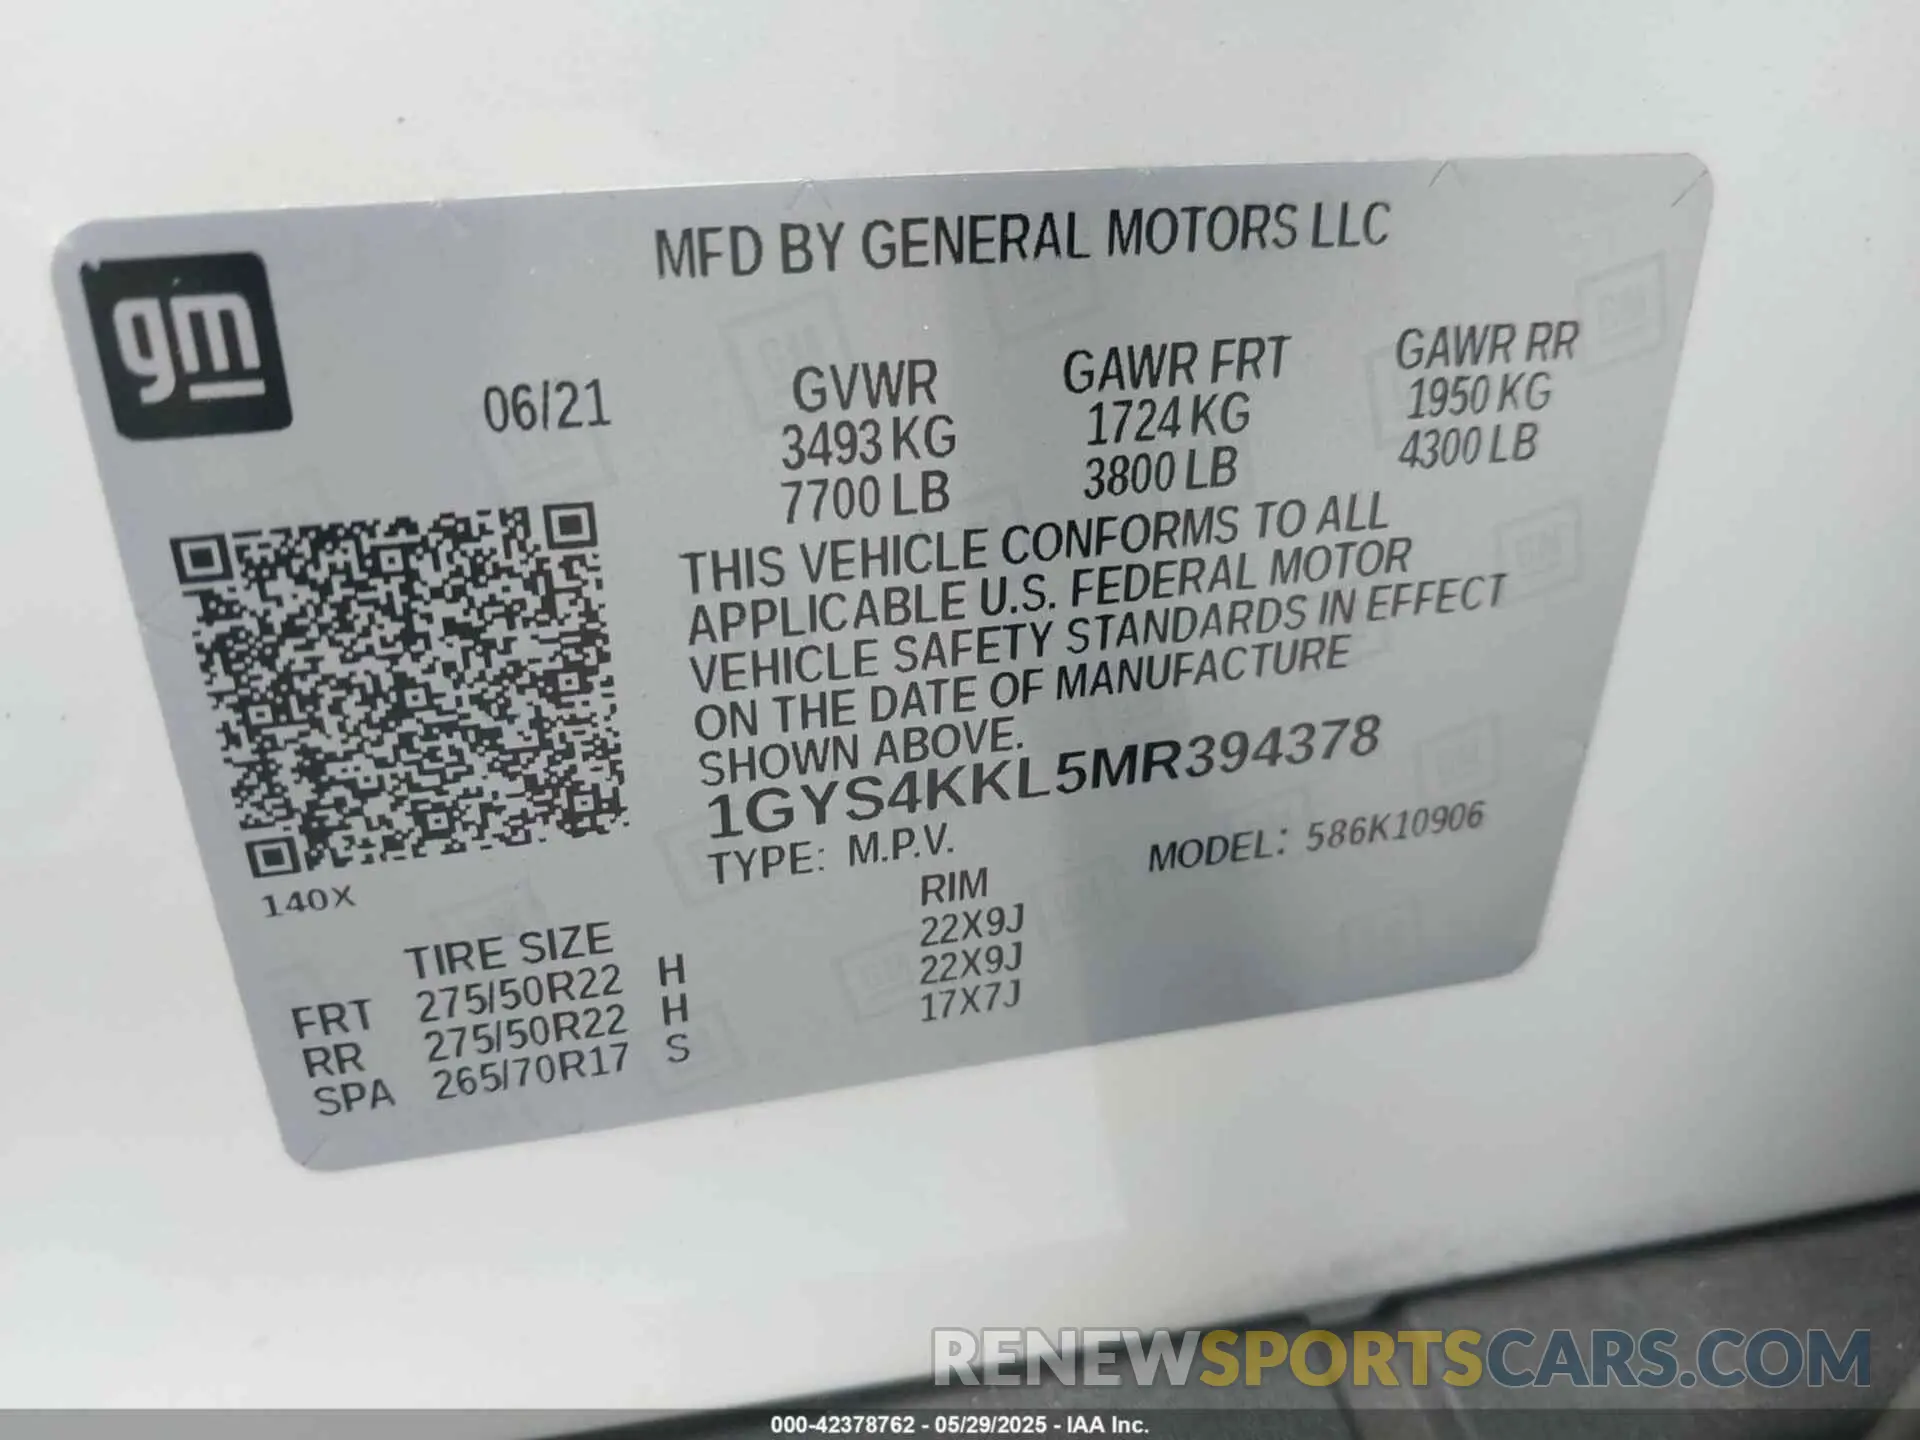 MFD BY GENERAL MOTORS LLC
gm
06/21
GVWR GAWR FRT GAWR RR
3493 KG 1724 KG 1950 KG
7700 LB 3800 LB 4300 LB
THIS VEHICLE CONFORMS TO ALL
APPLICABLE U.S. FEDERAL MOTOR
VEHICLE SAFETY STANDARDS IN EFFECT
ON THE DATE OF MANUFACTURE
SHOWN ABOVE.
1GYS4KKL5MR394378
TYPE: M.P.V. MODEL: 586K10906
140X
TIRE SIZE RIM
FRT 275/50R22 H 22X9J
RR 275/50R22 H 22X9J
SPA 265/70R17 S 17X7J
RENEWSPORTSCARS.COM
000-42378762 - 05/29/2025 - IAA Inc.